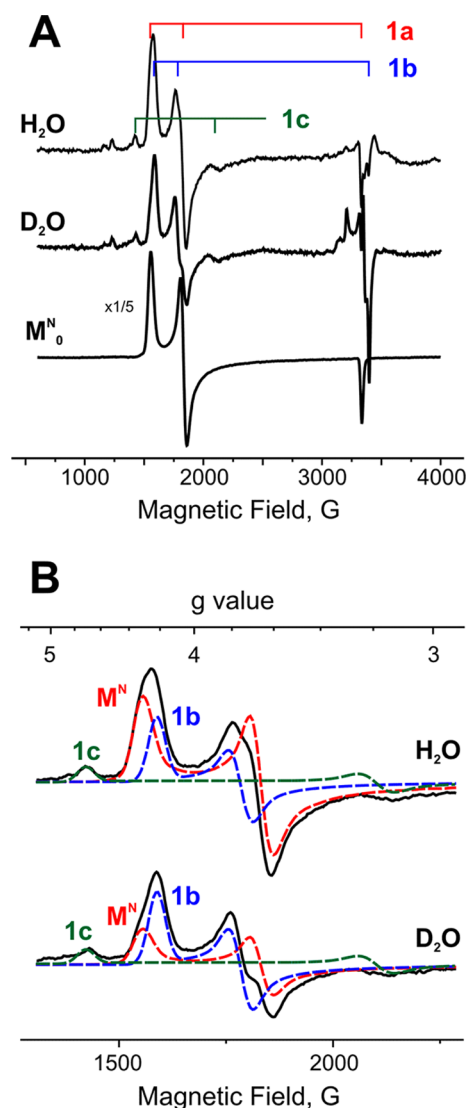 A
1a
1b
H₂O
1c
D₂O
x1/5
Mᴺ₀
1000 2000 3000 4000
Magnetic Field, G
B
g value
5 4 3
Mᴺ
1b
1c
H₂O
Mᴺ
1b
1c
D₂O
1500 2000
Magnetic Field, G